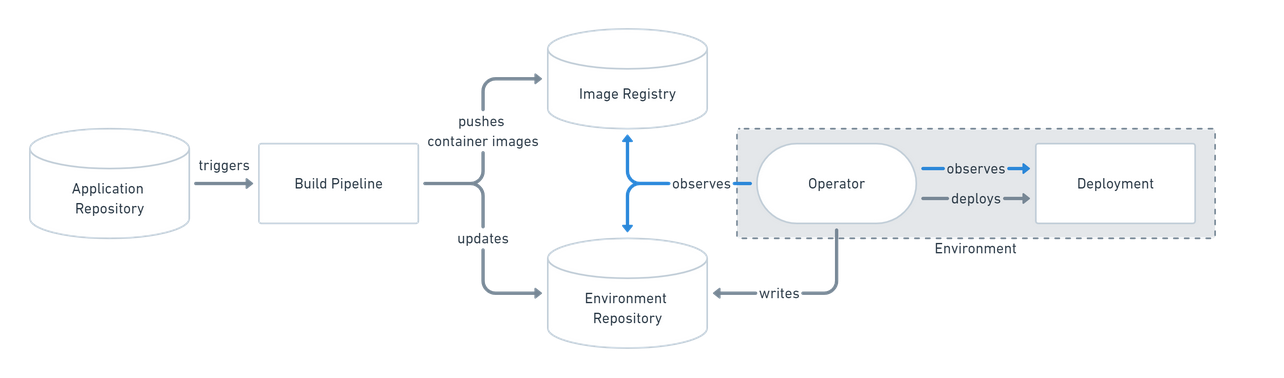 Application
Repository
triggers
Build Pipeline
pushes
container images
updates
Image Registry
Environment
Repository
observes
writes
Operator
observes
deploys
Deployment
Environment